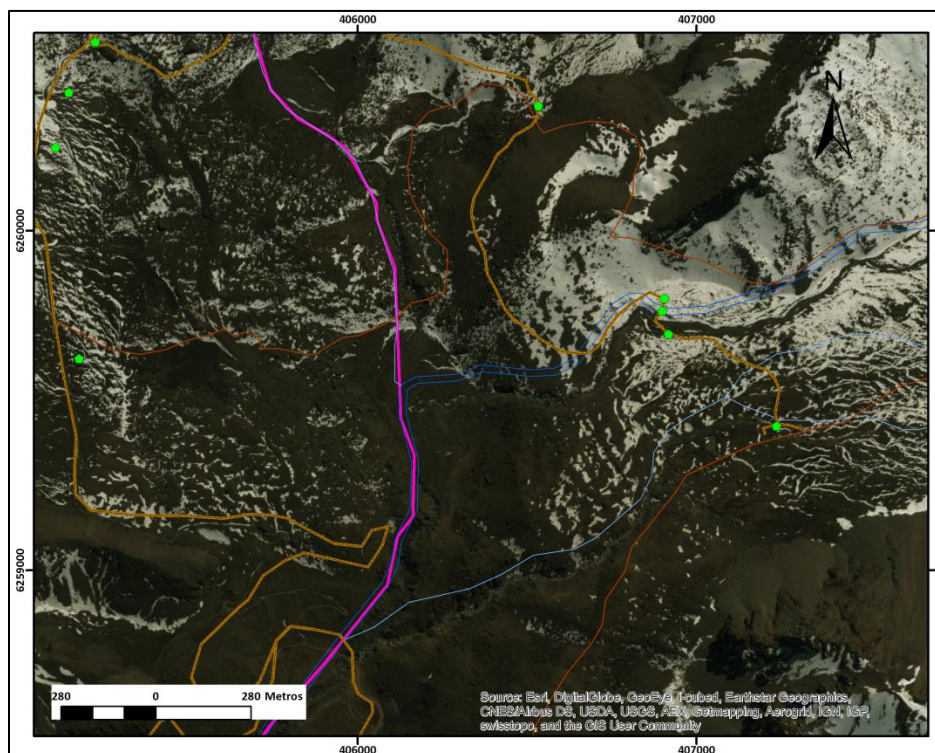 406000
407000
N
6260000
6259000
280
0
280 Metros
Source: Esri, DigitalGlobe, GeoEye, i-cubed, Earthstar Geographics,
CNES/Airbus DS, USDA, USGS, AEX, Getmapping, Aerogrid, IGN, IGP,
swisstopo, and the GIS User Community
406000
407000